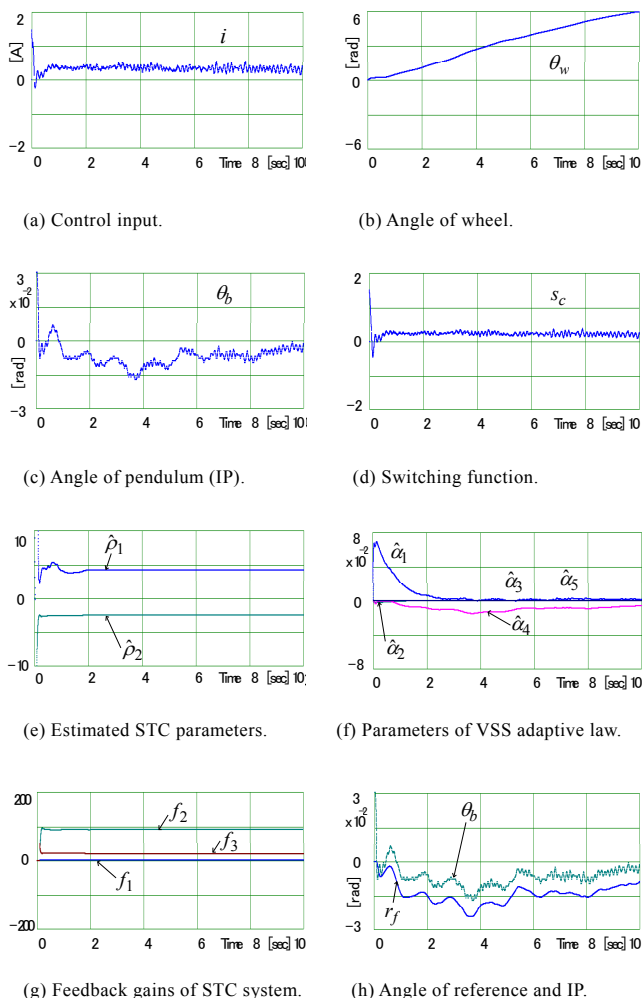 [A]
i
0
-2
0 2 4 6 Time 8 [sec] 10
(a) Control input.
6
[rad]
θw
0
-6
0 2 4 6 Time 8 [sec] 10
(b) Angle of wheel.
3
x10-2
θb
0
[rad]
-3
0 2 4 6 Time 8 [sec] 10
(c) Angle of pendulum (IP).
2
sc
0
-2
0 2 4 6 Time 8 [sec] 10
(d) Switching function.
10
ρ̂1
0
ρ̂2
-10
0 2 4 6 Time 8 [sec] 10
(e) Estimated STC parameters.
8
x10-2
α̂1
α̂3
α̂5
0
α̂2
α̂4
-8
0 2 4 6 Time 8 [sec] 10
(f) Parameters of VSS adaptive law.
200
f2
f3
0
f1
-200
0 2 4 6 Time 8 [sec] 10
(g) Feedback gains of STC system.
3
x10-2
θb
0
[rad]
rf
-3
0 2 4 6 Time 8 [sec] 10
(h) Angle of reference and IP.